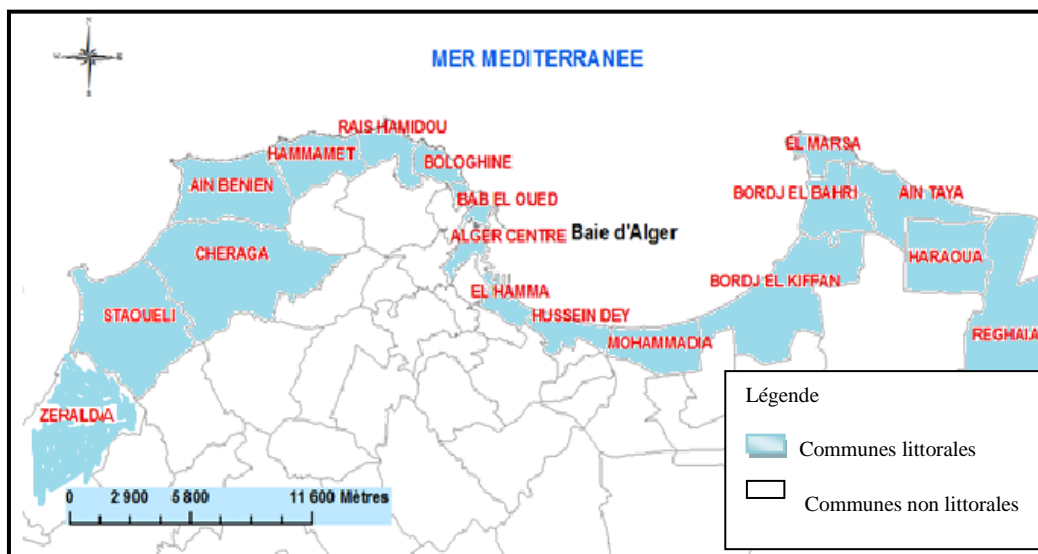 MER MEDITERRANEE
N
W
E
S
RAIS HAMIDOU
HAMMAMET
BOLOGHINE
AIN BENIEN
BAB EL OUED
ALGER CENTRE
Baie d'Alger
CHERAGA
EL HAMMA
STAOUELI
HUSSEIN DEY
MOHAMMADIA
ZERALDA
EL MARSA
BORDJ EL BAHRI
AIN TAYA
HARAOUA
BORDJ EL KIFFAN
REGHAIA
Légende
Communes littorales
Communes non littorales
0 2 900 5 800 11 600 Mètres